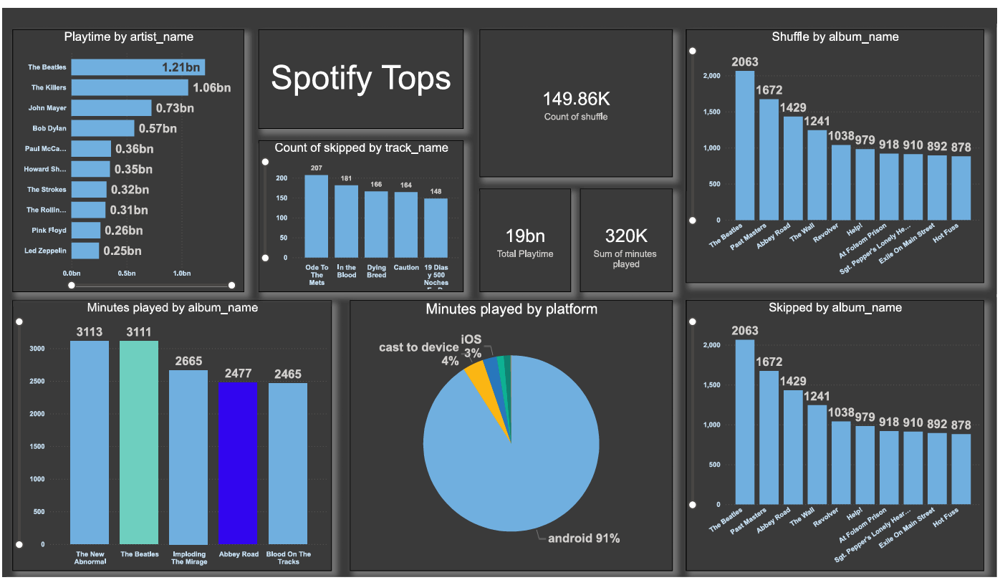 Playtime by artist_name
The Beatles
1.21bn
The Killers
1.06bn
John Mayer
0.73bn
Bob Dylan
0.57bn
Paul McCa...
0.36bn
Howard Sh...
0.35bn
The Strokes
0.32bn
The Rollin...
0.31bn
Pink Floyd
0.26bn
Led Zeppelin
0.25bn
0.0bn
0.5bn
1.0bn
Spotify Tops
Count of skipped by track_name
200
150
100
50
0
207
181
166
164
148
Ode To
The
Mets
In the
Blood
Dying
Breed
Caution
19 Dias
y 500
Noches
149.86K
Count of shuffle
19bn
Total Playtime
320K
Sum of minutes
played
Shuffle by album_name
2,000
1,500
1,000
500
0
2063
1672
1429
1241
1038
979
918
910
892
878
The Beatles
Past Masters
Abbey Road
The Wall
Revolver
Help!
At Folsom Prison
Sgt. Pepper's Lonely He...
Exile On Main Street
Hot Fuss
Minutes played by album_name
3000
2500
2000
1500
1000
500
0
3113
3111
2665
2477
2465
The New
Abnormal
The Beatles
Imploding
The Mirage
Abbey Road
Blood On The
Tracks
Minutes played by platform
iOS
3%
cast to device
4%
android 91%
Skipped by album_name
2,000
1,500
1,000
500
0
2063
1672
1429
1241
1038
979
918
910
892
878
The Beatles
Past Masters
Abbey Road
The Wall
Revolver
Help!
At Folsom Prison
Sgt. Pepper's Lonely Hear...
Exile On Main Street
Hot Fuss